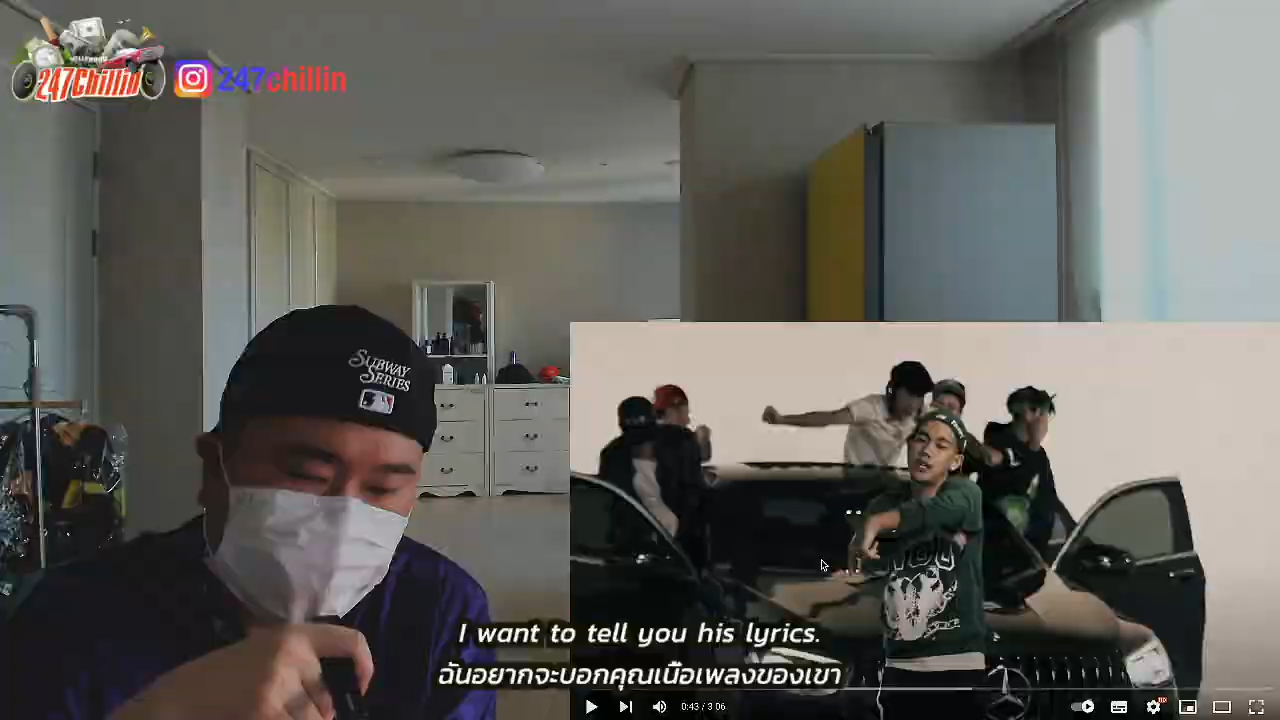 247Chillin
247chillin
SUBWAY
SERIES
I want to tell you his lyrics.
ฉันอยากจะบอกคุณเนื้อเพลงของเขา
0:43 / 3:06